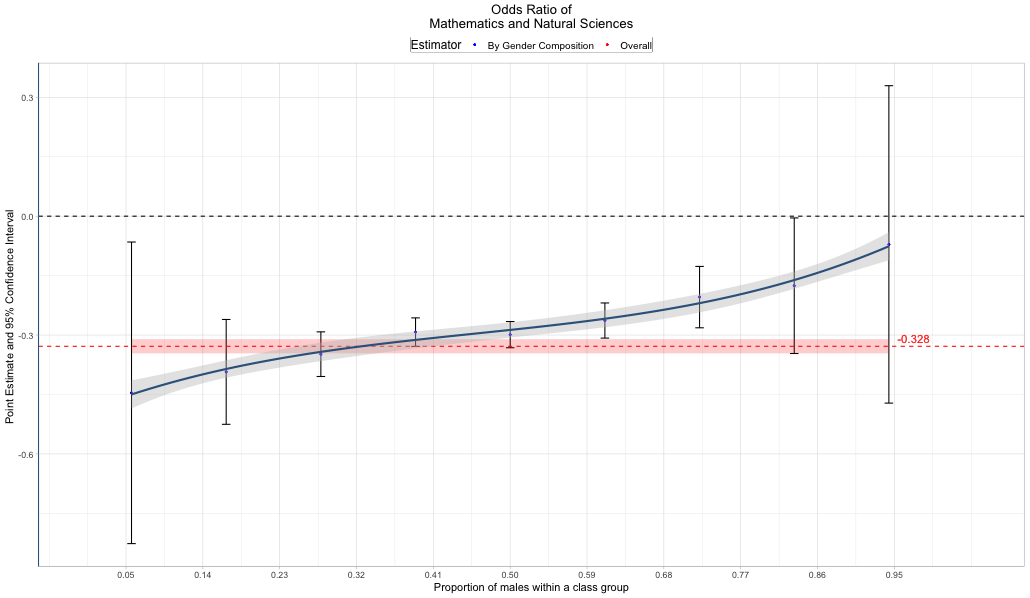 Odds Ratio of
Mathematics and Natural Sciences
Estimator By Gender Composition Overall
Point Estimate and 95% Confidence Interval
0.3
0.0
-0.3
-0.6
-0.328
0.05 0.14 0.23 0.32 0.41 0.50 0.59 0.68 0.77 0.86 0.95
Proportion of males within a class group